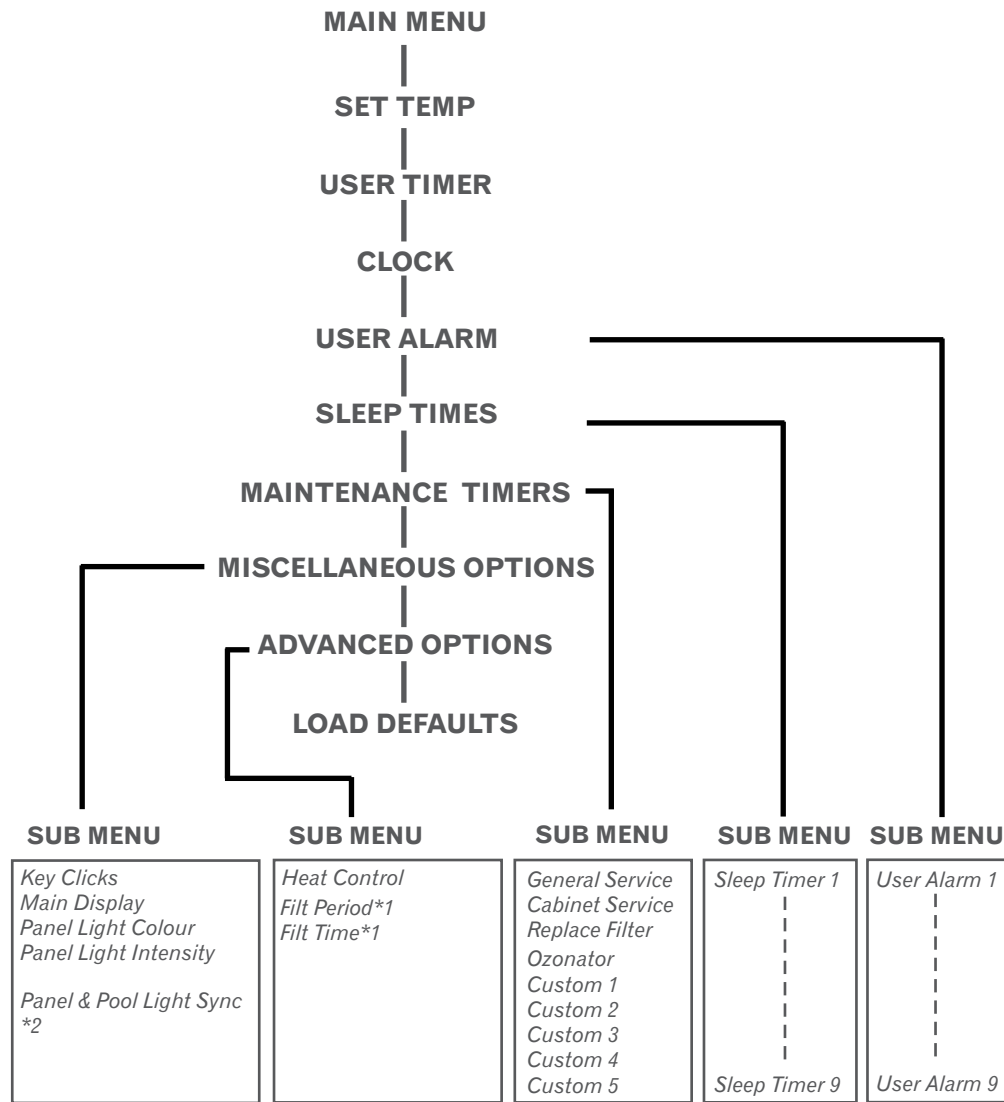 MAIN MENU
SET TEMP
USER TIMER
CLOCK
USER ALARM
SLEEP TIMES
MAINTENANCE TIMERS
MISCELLANEOUS OPTIONS
ADVANCED OPTIONS
LOAD DEFAULTS
SUB MENU
Key Clicks
Main Display
Panel Light Colour
Panel Light Intensity
Panel & Pool Light Sync
*2
SUB MENU
Heat Control
Filt Period*1
Filt Time*1
SUB MENU
General Service
Cabinet Service
Replace Filter
Ozonator
Custom 1
Custom 2
Custom 3
Custom 4
Custom 5
SUB MENU
Sleep Timer 1
Sleep Timer 9
SUB MENU
User Alarm 1
User Alarm 9